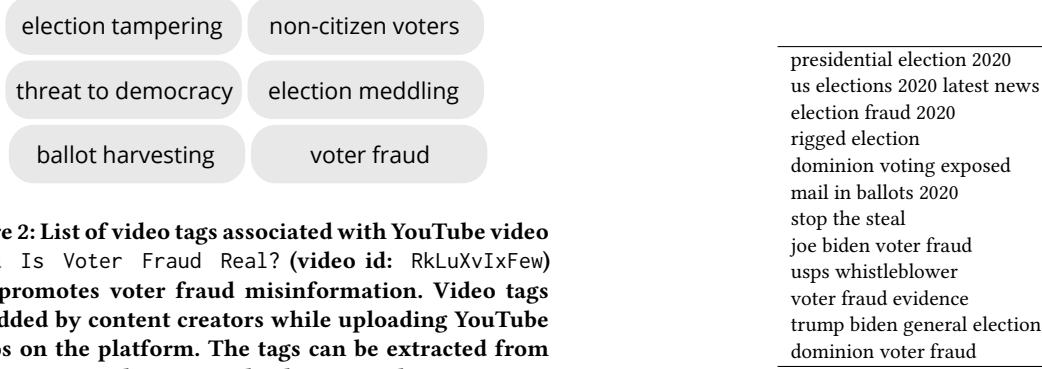 election tampering non-citizen voters
threat to democracy election meddling
ballot harvesting voter fraud
2: List of video tags associated with YouTube video
Is Voter Fraud Real? (video id: RkLuXvIxFew)
promotes voter fraud misinformation. Video tags
by content creators while uploading YouTube
on the platform. The tags can be extracted from
presidential election 2020
us elections 2020 latest news
election fraud 2020
rigged election
dominion voting exposed
mail in ballots 2020
stop the steal
joe biden voter fraud
usps whistleblower
voter fraud evidence
trump biden general election
dominion voter fraud